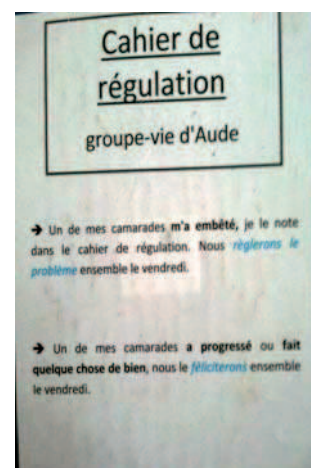 Cahier de
régulation
groupe-vie d'Aude
➔ Un de mes camarades m'a embêté, je le note
dans le cahier de régulation. Nous règlerons le
problème ensemble le vendredi.
➔ Un de mes camarades a progressé ou fait
quelque chose de bien, nous le féliciterons ensemble
le vendredi.